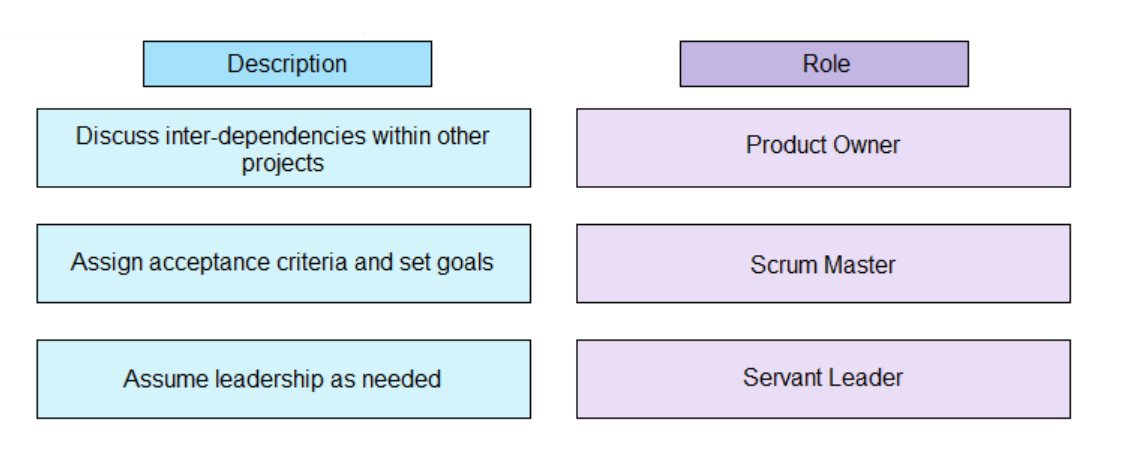 Description
Role
Discuss inter-dependencies within other
projects
Product Owner
Assign acceptance criteria and set goals
Scrum Master
Assume leadership as needed
Servant Leader